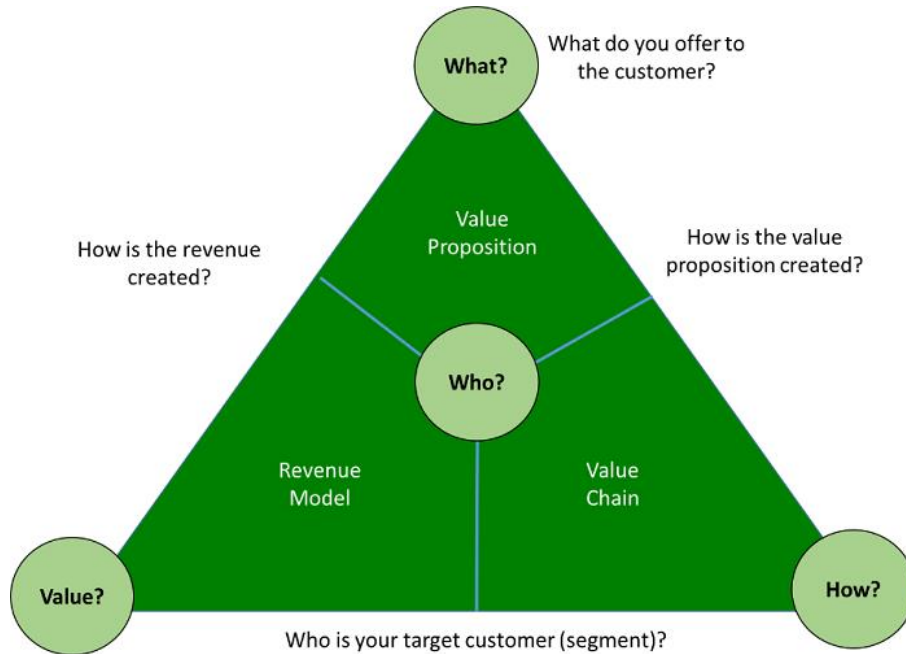 What?
What do you offer to
the customer?
Value
Proposition
How is the revenue
created?
How is the value
proposition created?
Who?
Revenue
Model
Value
Chain
Value?
How?
Who is your target customer (segment)?